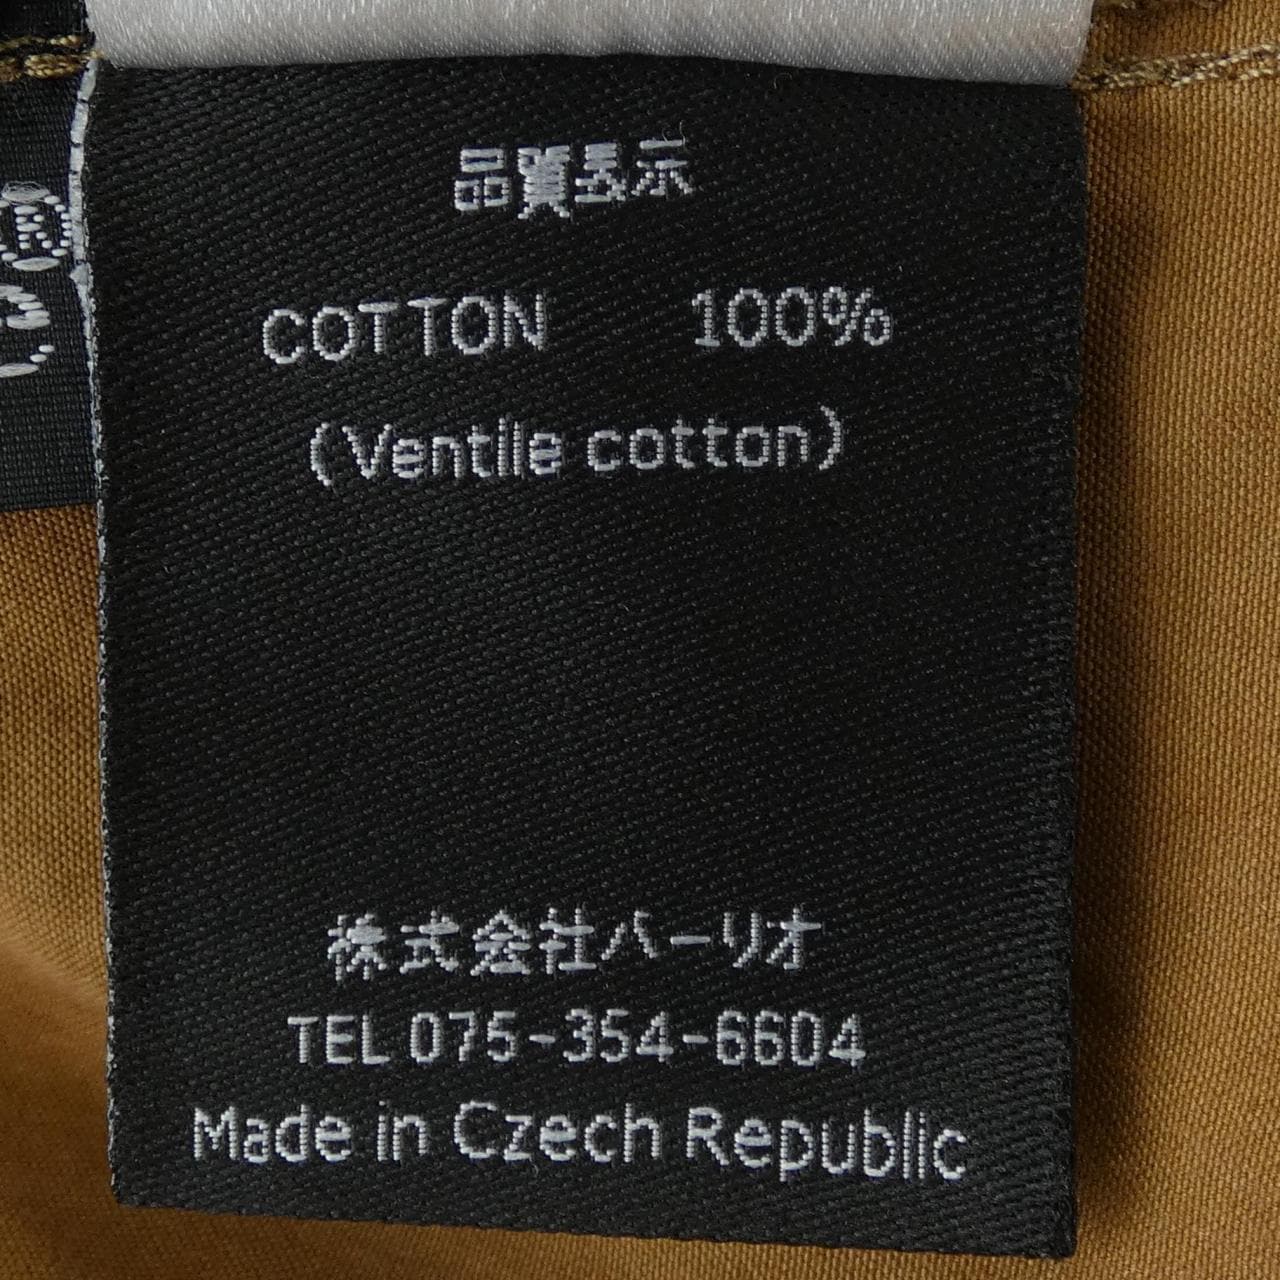 品質表示
COTTON 100%
(Ventile cotton)
株式会社バーリオ
TEL 075-354-6604
Made in Czech Republic
®